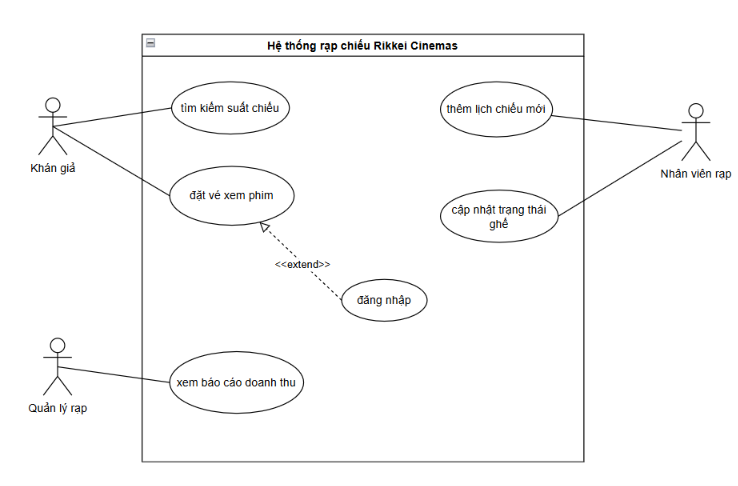 Hệ thống rạp chiếu Rikkei Cinemas
tìm kiếm suất chiếu
thêm lịch chiếu mới
Khán giả
Nhân viên rạp
đặt vé xem phim
cập nhật trạng thái
ghế
<<extend>>
đăng nhập
xem báo cáo doanh thu
Quản lý rạp